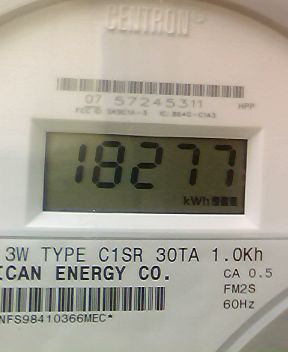 CENTRON
07 57245311 HPP
18277
kWh
3W TYPE C1SR 30TA 1.0Kh
ICAN ENERGY CO.
CA 0.5
FM2S
60Hz
NFS98410366MEC*